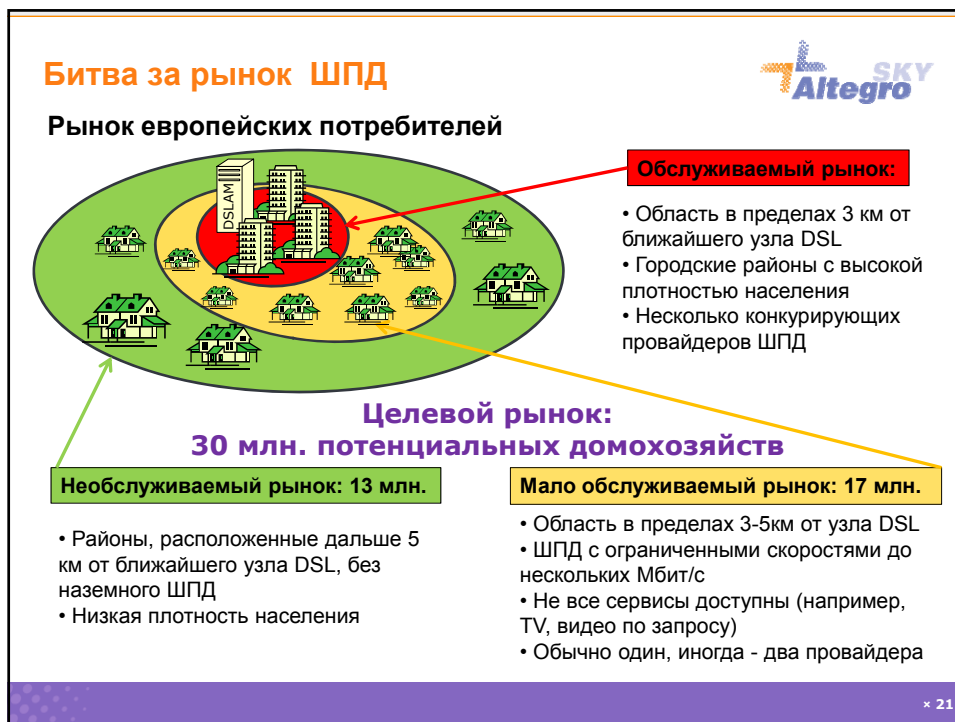 Битва за рынок ШПД
SKY
Altegro
Рынок европейских потребителей
DSLAM
Обслуживаемый рынок:
• Область в пределах 3 км от
ближайшего узла DSL
• Городские районы с высокой
плотностью населения
• Несколько конкурирующих
провайдеров ШПД
Целевой рынок:
30 млн. потенциальных домохозяйств
Необслуживаемый рынок: 13 млн.
• Районы, расположенные дальше 5
км от ближайшего узла DSL, без
наземного ШПД
• Низкая плотность населения
Мало обслуживаемый рынок: 17 млн.
• Область в пределах 3-5км от узла DSL
• ШПД с ограниченными скоростями до
нескольких Мбит/с
• Не все сервисы доступны (например,
TV, видео по запросу)
• Обычно один, иногда - два провайдера
× 21